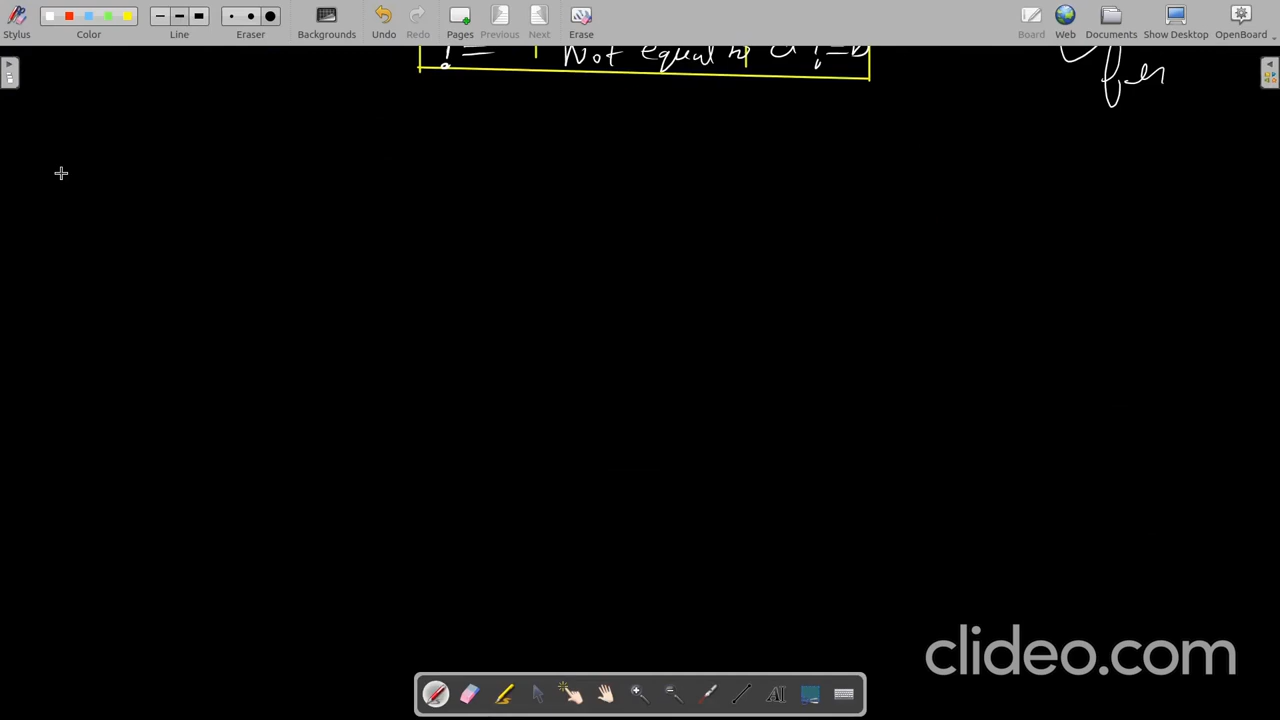 Stylus Color Line Eraser Backgrounds Undo Redo Pages Previous Next Erase Board Web Documents Show Desktop OpenBoard
!= Not equal to a != b
AI
clideo.com